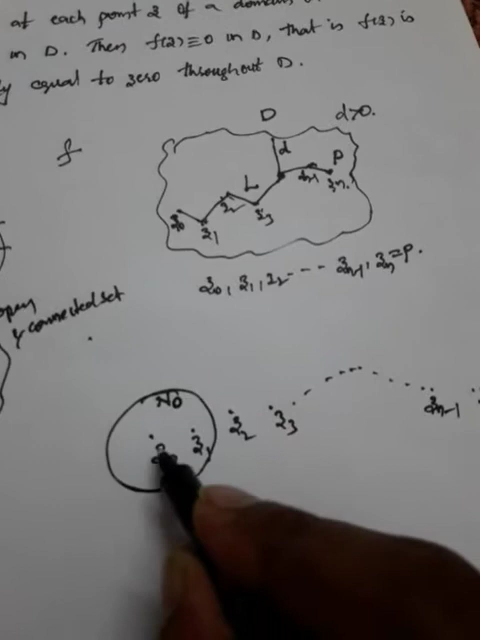 at each point z of a domain
in D. Then f(z)≡0 in D, that is f(z) is
equal to zero throughout D.
f
D d>0.
d
L P
z0 z1 z2 z3 zn-1 zn
z0, z1, z2 --- zn-1, zn=P.
open
& connected set
N0
z0 z1 z2 z3 zn-1